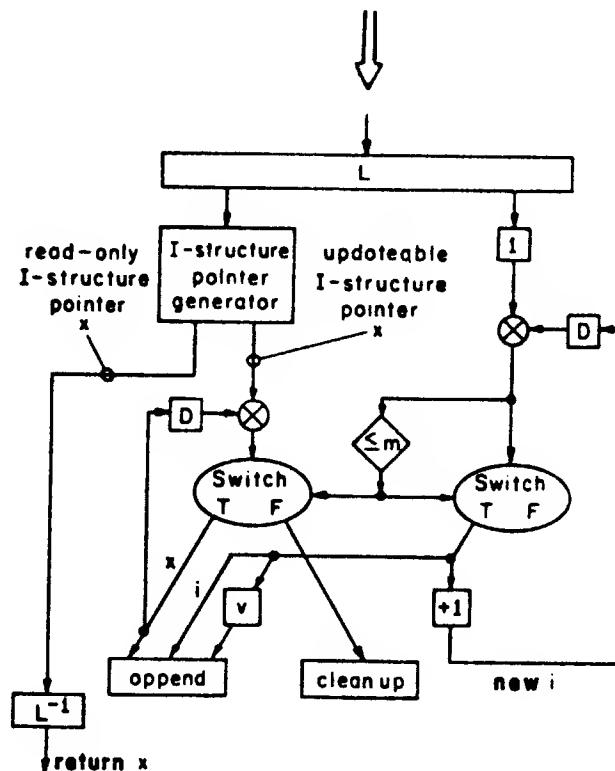 L
I-structure
pointer
generator
1
read-only
I-structure
pointer
x
updoteqble
I-structure
pointer
x
D
D
≤m
Switch
T F
Switch
T F
x
i
v
+1
oppend
clean up
new i
L-1
return x